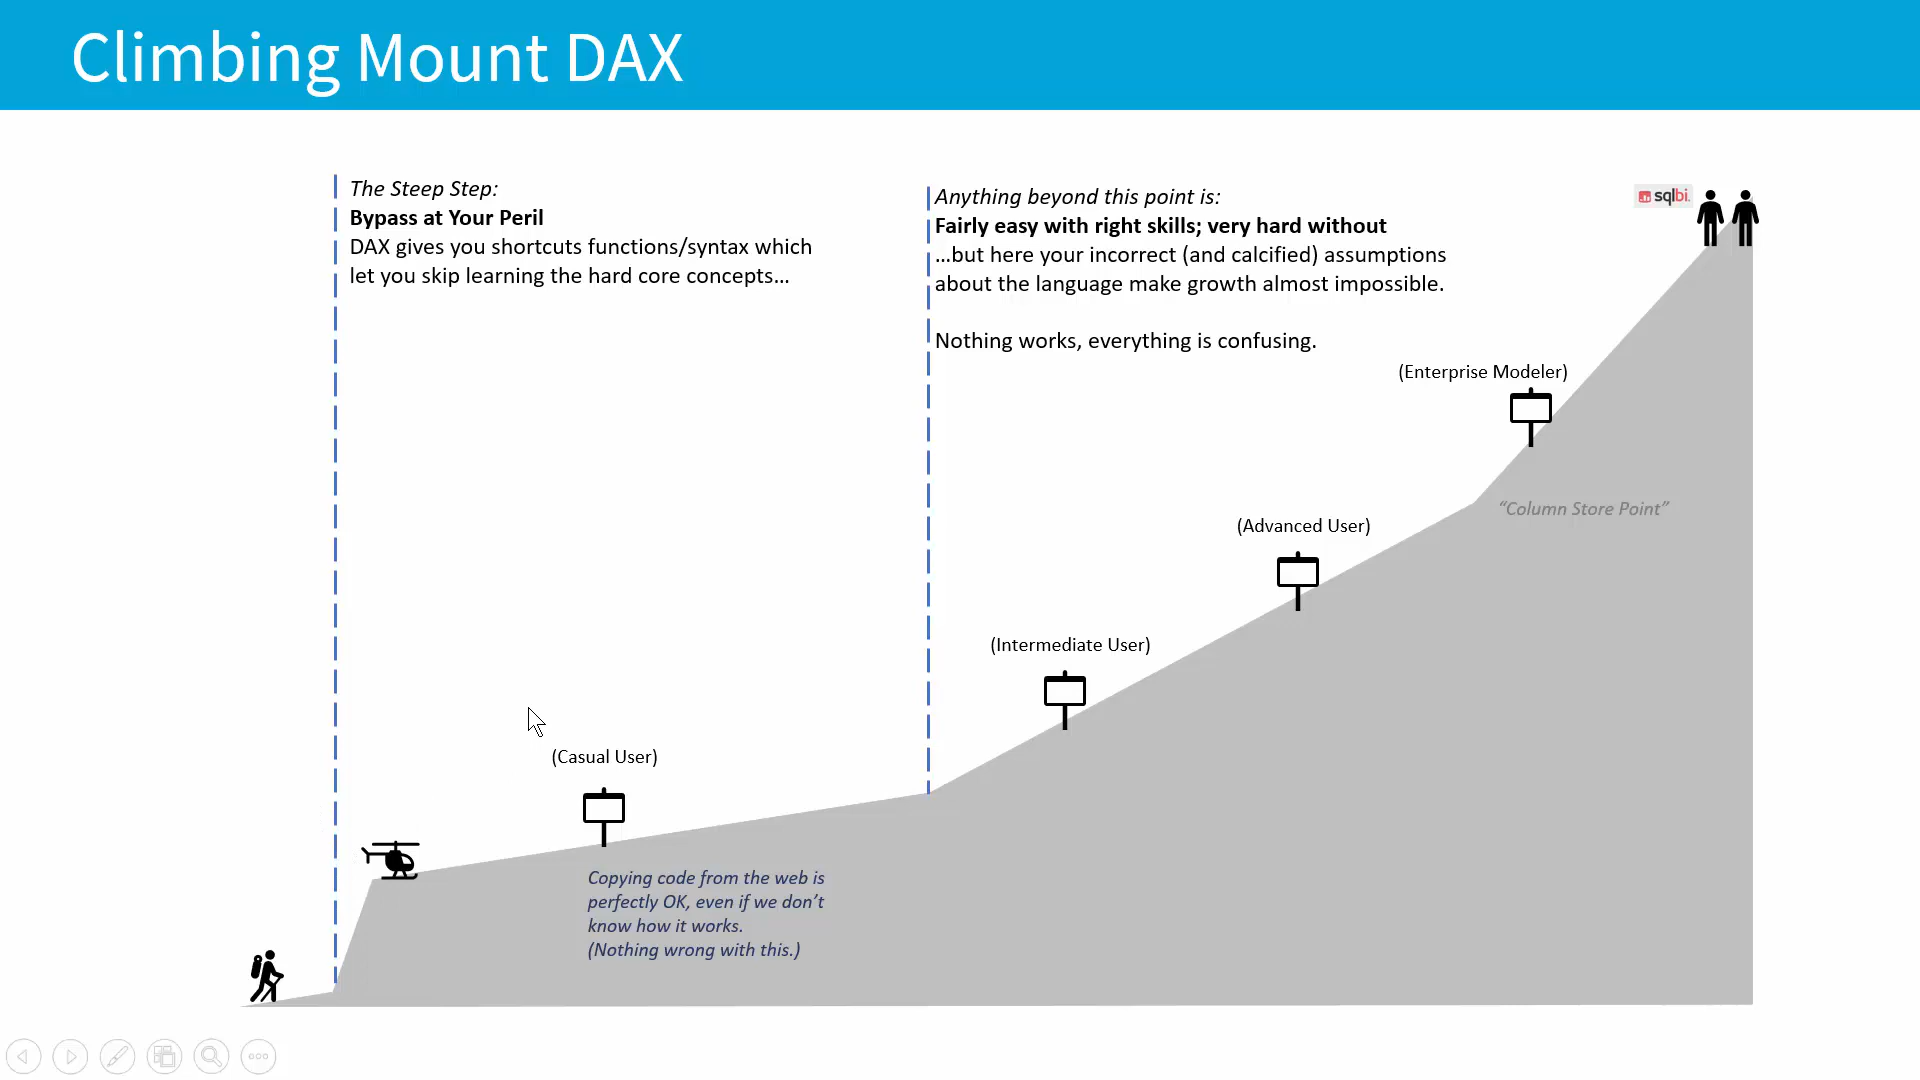 Climbing Mount DAX
The Steep Step:
Bypass at Your Peril
DAX gives you shortcuts functions/syntax which
let you skip learning the hard core concepts…
Anything beyond this point is:
Fairly easy with right skills; very hard without
…but here your incorrect (and calcified) assumptions
about the language make growth almost impossible.
Nothing works, everything is confusing.
sqlbi.
(Enterprise Modeler)
“Column Store Point”
(Advanced User)
(Intermediate User)
(Casual User)
Copying code from the web is
perfectly OK, even if we don’t
know how it works.
(Nothing wrong with this.)